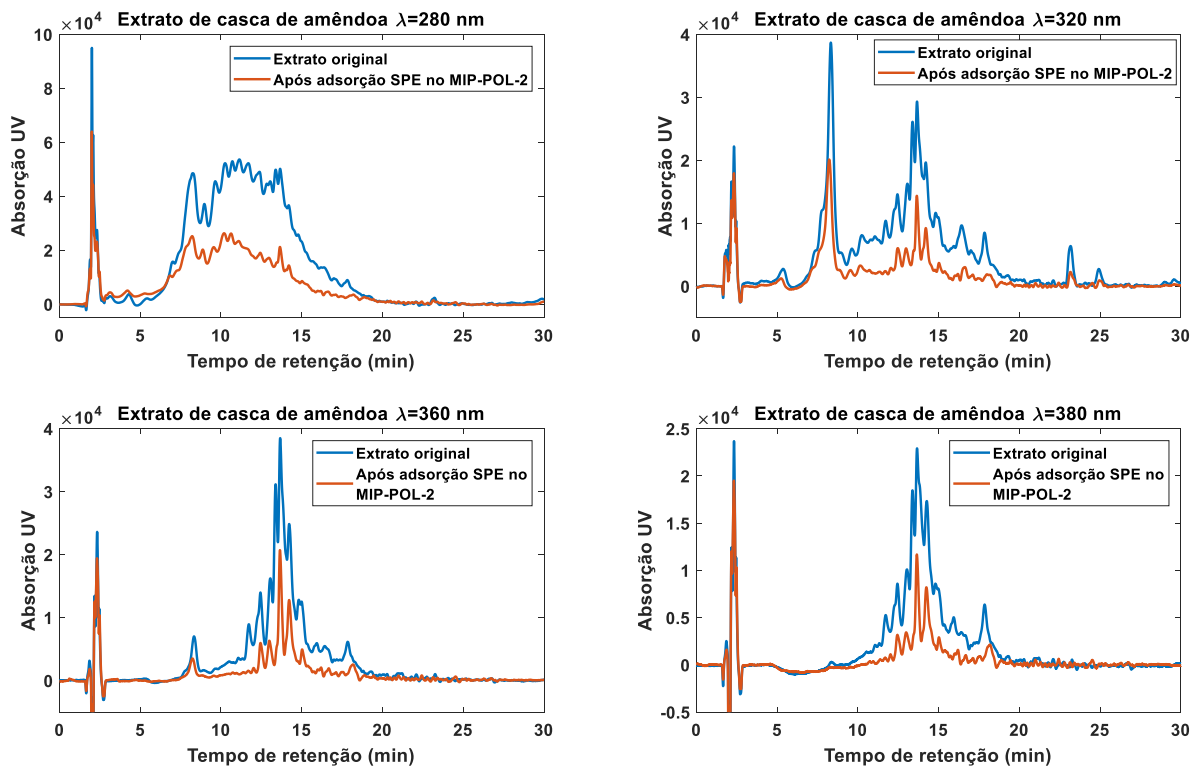 Extrato de casca de amêndoa λ=280 nm
×10⁴
10
8
6
4
2
0
Absorção UV
Extrato original
Após adsorção SPE no MIP-POL-2
0 5 10 15 20 25 30
Tempo de retenção (min)
Extrato de casca de amêndoa λ=320 nm
×10⁴
4
3
2
1
0
Absorção UV
Extrato original
Após adsorção SPE no MIP-POL-2
0 5 10 15 20 25 30
Tempo de retenção (min)
Extrato de casca de amêndoa λ=360 nm
×10⁴
4
3
2
1
0
Absorção UV
Extrato original
Após adsorção SPE no
MIP-POL-2
0 5 10 15 20 25 30
Tempo de retenção (min)
Extrato de casca de amêndoa λ=380 nm
×10⁴
2.5
2
1.5
1
0.5
0
-0.5
Absorção UV
Extrato original
Após adsorção SPE no
MIP-POL-2
0 5 10 15 20 25 30
Tempo de retenção (min)